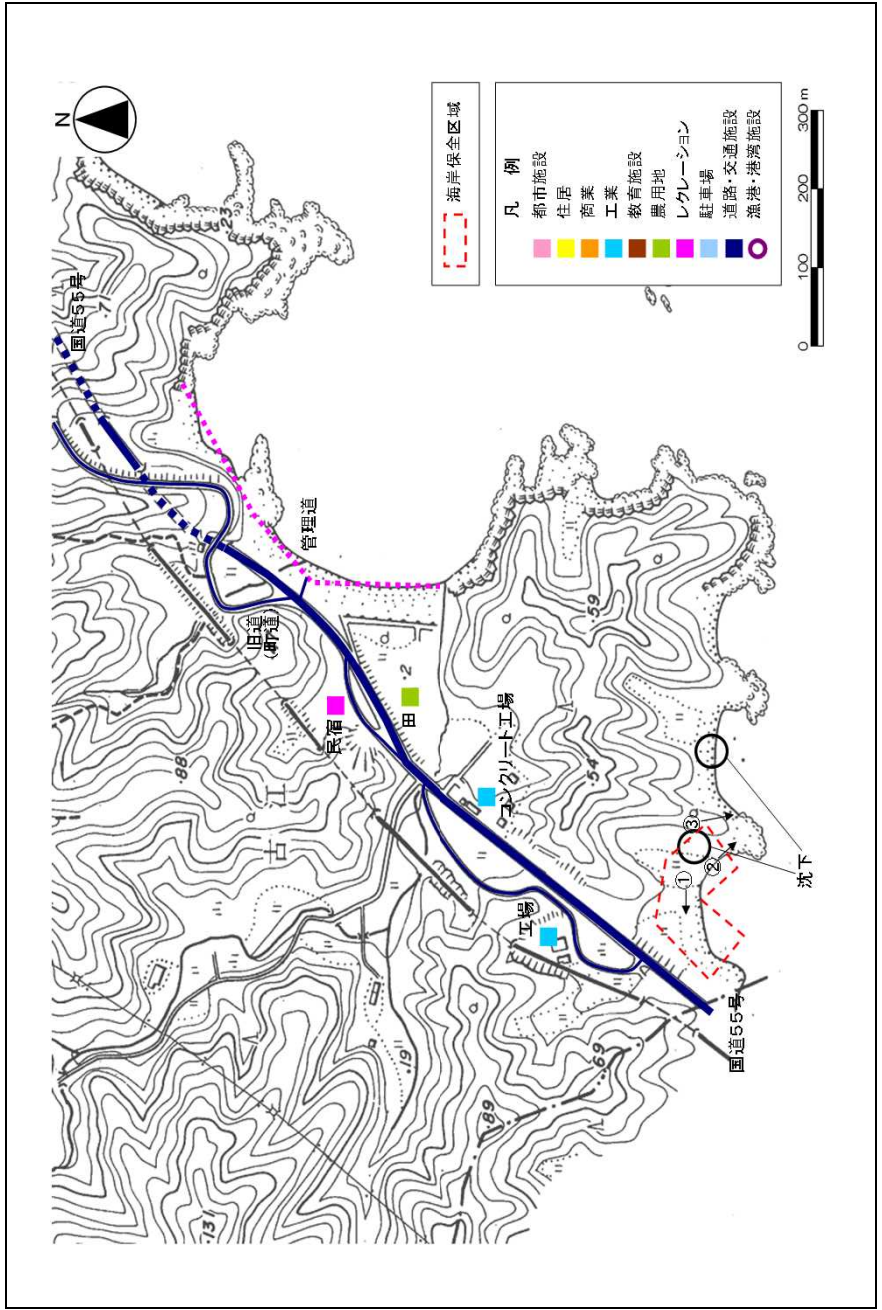 N
海岸保全区域
凡 例
都市施設
住居
商業
工業
教育施設
農用地
レクレーション
駐車場
道路・交通施設
漁港・港湾施設
0 100 200 300 m
国道55号
管理道
旧道
(町道)
民宿
田
コンクリート工場
工場
国道55号
沈下
①
②
③
71
23
88
2
59
54
19
69
89
131